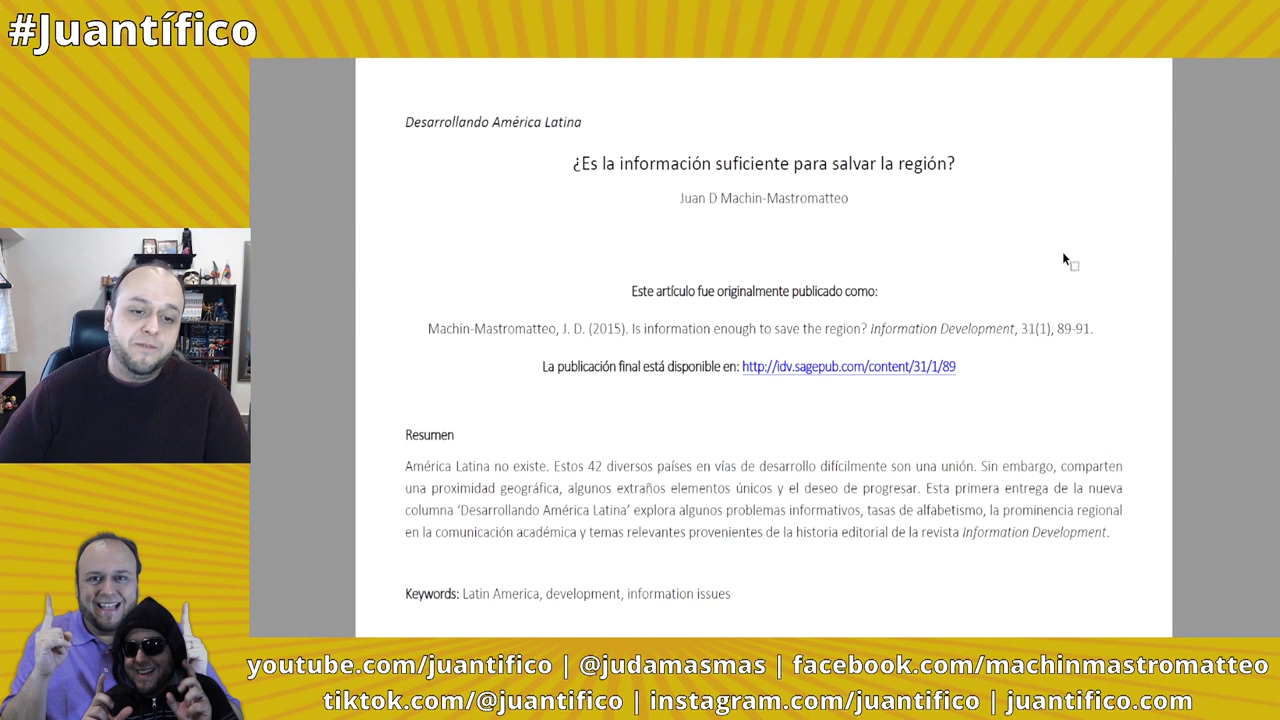 #Juantífico
Desarrollando América Latina
¿Es la información suficiente para salvar la región?
Juan D Machin-Mastromatteo
Este artículo fue originalmente publicado como:
Machin-Mastromatteo, J. D. (2015). Is information enough to save the region? Information Development, 31(1), 89-91.
La publicación final está disponible en: http://idv.sagepub.com/content/31/1/89
Resumen
América Latina no existe. Estos 42 diversos países en vías de desarrollo difícilmente son una unión. Sin embargo, comparten
una proximidad geográfica, algunos extraños elementos únicos y el deseo de progresar. Esta primera entrega de la nueva
columna ‘Desarrollando América Latina’ explora algunos problemas informativos, tasas de alfabetismo, la prominencia regional
en la comunicación académica y temas relevantes provenientes de la historia editorial de la revista Information Development.
Keywords: Latin America, development, information issues
youtube.com/juantifico | @judamasmas | facebook.com/machinmastromatteo
tiktok.com/@juantifico | instagram.com/juantifico | juantifico.com